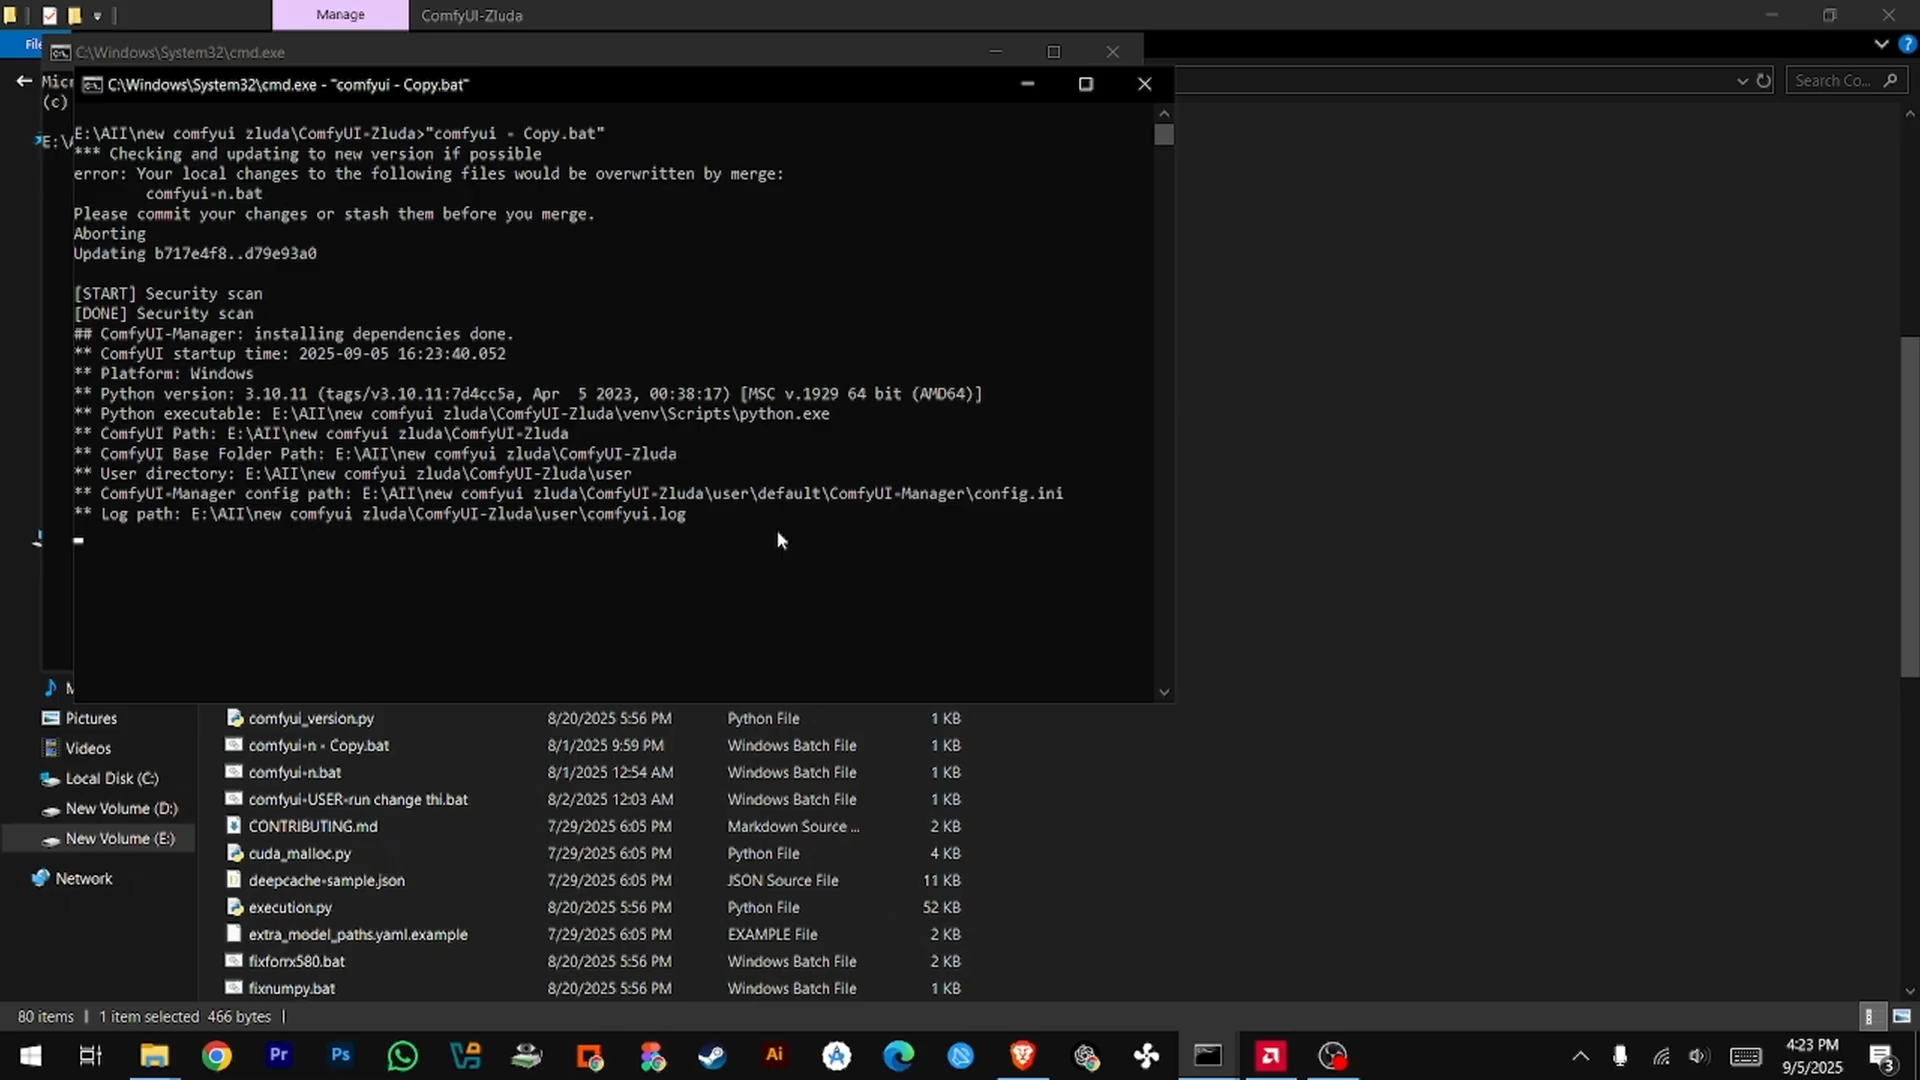 Manage
ComfyUI-Zluda
File
C:\Windows\System32\cmd.exe
Micr
(c)
E:\A
C:\Windows\System32\cmd.exe - "comfyui - Copy.bat"
Search Co...
E:\AII\new comfyui zluda\ComfyUI-Zluda>"comfyui - Copy.bat"
*** Checking and updating to new version if possible
error: Your local changes to the following files would be overwritten by merge:
comfyui-n.bat
Please commit your changes or stash them before you merge.
Aborting
Updating b717e4f8..d79e93a0
[START] Security scan
[DONE] Security scan
## ComfyUI-Manager: installing dependencies done.
** ComfyUI startup time: 2025-09-05 16:23:40.052
** Platform: Windows
** Python version: 3.10.11 (tags/v3.10.11:7d4cc5a, Apr  5 2023, 00:38:17) [MSC v.1929 64 bit (AMD64)]
** Python executable: E:\AII\new comfyui zluda\ComfyUI-Zluda\venv\Scripts\python.exe
** ComfyUI Path: E:\AII\new comfyui zluda\ComfyUI-Zluda
** ComfyUI Base Folder Path: E:\AII\new comfyui zluda\ComfyUI-Zluda
** User directory: E:\AII\new comfyui zluda\ComfyUI-Zluda\user
** ComfyUI-Manager config path: E:\AII\new comfyui zluda\ComfyUI-Zluda\user\default\ComfyUI-Manager\config.ini
** Log path: E:\AII\new comfyui zluda\ComfyUI-Zluda\user\comfyui.log
M
Pictures
Videos
Local Disk (C:)
New Volume (D:)
New Volume (E:)
Network
comfyui_version.py 8/20/2025 5:56 PM Python File 1 KB
comfyui-n - Copy.bat 8/1/2025 9:59 PM Windows Batch File 1 KB
comfyui-n.bat 8/1/2025 12:54 AM Windows Batch File 1 KB
comfyui-USER-run change thi.bat 8/2/2025 12:03 AM Windows Batch File 1 KB
CONTRIBUTING.md 7/29/2025 6:05 PM Markdown Source ... 2 KB
cuda_malloc.py 7/29/2025 6:05 PM Python File 4 KB
deepcache-sample.json 7/29/2025 6:05 PM JSON Source File 11 KB
execution.py 8/20/2025 5:56 PM Python File 52 KB
extra_model_paths.yaml.example 7/29/2025 6:05 PM EXAMPLE File 2 KB
fixforrx580.bat 8/20/2025 5:56 PM Windows Batch File 2 KB
fixnumpy.bat 8/20/2025 5:56 PM Windows Batch File 1 KB
80 items 1 item selected 466 bytes
Pr
Ps
Ai
4:23 PM
9/5/2025
3